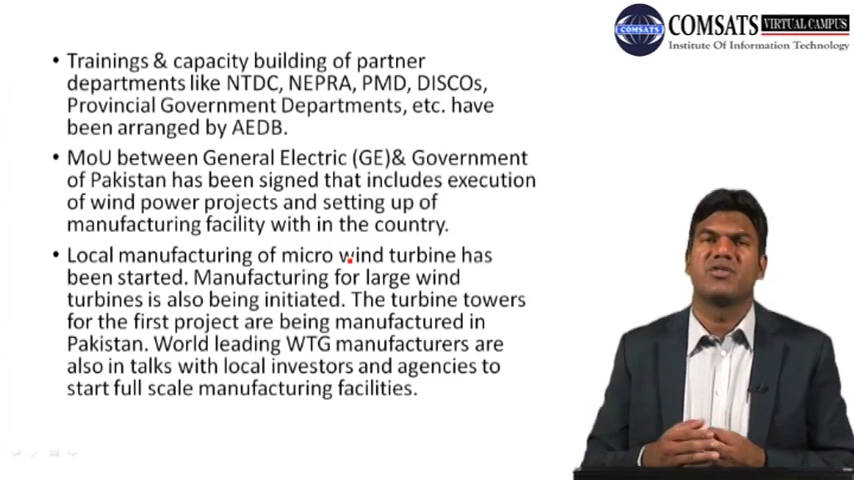 COMSATS VIRTUAL CAMPUS
Institute Of Information Technology
COMSATS
• Trainings & capacity building of partner
departments like NTDC, NEPRA, PMD, DISCOs,
Provincial Government Departments, etc. have
been arranged by AEDB.
• MoU between General Electric (GE)& Government
of Pakistan has been signed that includes execution
of wind power projects and setting up of
manufacturing facility with in the country.
• Local manufacturing of micro wind turbine has
been started. Manufacturing for large wind
turbines is also being initiated. The turbine towers
for the first project are being manufactured in
Pakistan. World leading WTG manufacturers are
also in talks with local investors and agencies to
start full scale manufacturing facilities.